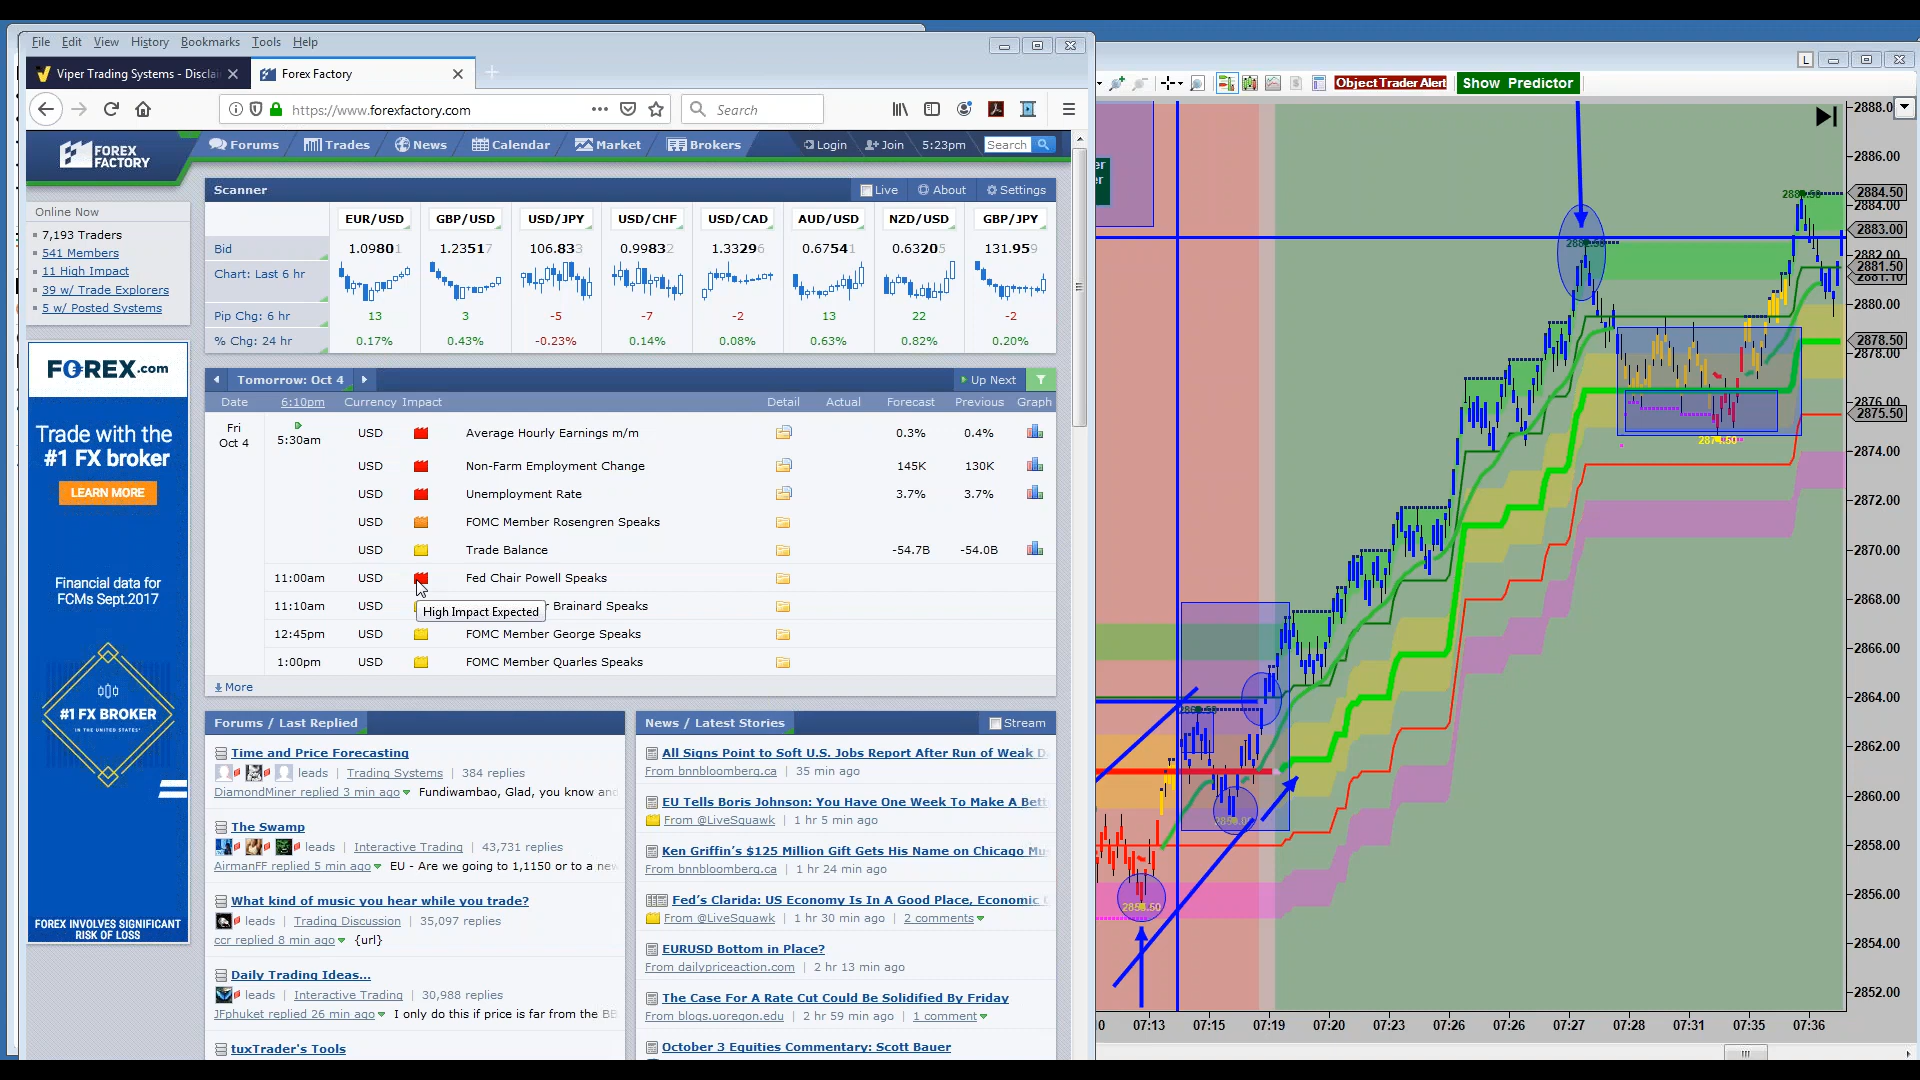 File Edit View History Bookmarks Tools Help
Viper Trading Systems - Disclai
Forex Factory
https://www.forexfactory.com
Search
FOREX FACTORY
Forums Trades News Calendar Market Brokers Login Join 5:23pm Search
Online Now
7,193 Traders
541 Members
11 High Impact
39 w/ Trade Explorers
5 w/ Posted Systems
FOREX.com
Trade with the
#1 FX broker
LEARN MORE
Financial data for
FCMs Sept.2017
#1 FX BROKER
IN THE UNITED STATES*
FOREX INVOLVES SIGNIFICANT
RISK OF LOSS
Scanner Live About Settings
EUR/USD GBP/USD USD/JPY USD/CHF USD/CAD AUD/USD NZD/USD GBP/JPY
Bid 1.09801 1.23517 106.833 0.99832 1.33296 0.67541 0.63205 131.959
Chart: Last 6 hr
Pip Chg: 6 hr 13 3 -5 -7 -2 13 22 -2
% Chg: 24 hr 0.17% 0.43% -0.23% 0.14% 0.08% 0.63% 0.82% 0.20%
Tomorrow: Oct 4 Up Next
Date 6:10pm Currency Impact Detail Actual Forecast Previous Graph
Fri
Oct 4
5:30am USD Average Hourly Earnings m/m 0.3% 0.4%
USD Non-Farm Employment Change 145K 130K
USD Unemployment Rate 3.7% 3.7%
USD FOMC Member Rosengren Speaks
USD Trade Balance -54.7B -54.0B
11:00am USD Fed Chair Powell Speaks
11:10am USD Brainard Speaks
High Impact Expected
12:45pm USD FOMC Member George Speaks
1:00pm USD FOMC Member Quarles Speaks
More
Forums / Last Replied
Time and Price Forecasting
leads | Trading Systems | 384 replies
DiamondMiner replied 3 min ago Fundiwambao, Glad, you know and
The Swamp
leads | Interactive Trading | 43,731 replies
AirmanFF replied 5 min ago EU - Are we going to 1,1150 or to a new
What kind of music you hear while you trade?
leads | Trading Discussion | 35,097 replies
ccr replied 8 min ago {url}
Daily Trading Ideas...
leads | Interactive Trading | 30,988 replies
JFphuket replied 26 min ago I only do this if price is far from the BB
tuxTrader's Tools
News / Latest Stories Stream
All Signs Point to Soft U.S. Jobs Report After Run of Weak D
From bnnbloomberg.ca | 35 min ago
EU Tells Boris Johnson: You Have One Week To Make A Bett
From @LiveSquawk | 1 hr 5 min ago
Ken Griffin's $125 Million Gift Gets His Name on Chicago Mu
From bnnbloomberg.ca | 1 hr 24 min ago
Fed's Clarida: US Economy Is In A Good Place, Economic
From @LiveSquawk | 1 hr 30 min ago | 2 comments
EURUSD Bottom in Place?
From dailypriceaction.com | 2 hr 13 min ago
The Case For A Rate Cut Could Be Solidified By Friday
From blogs.uoregon.edu | 2 hr 59 min ago | 1 comment
October 3 Equities Commentary: Scott Bauer
L
Object Trader Alert Show Predictor
er
er
2888.0
2886.00
2884.50
2884.00
2883.00
2882.00
2881.50
2880.00
2878.50
2878.00
2876.00
2875.50
2874.00
2872.00
2870.00
2868.00
2866.00
2864.00
2862.00
2860.00
2858.00
2856.00
2854.00
2852.00
0 07:13 07:15 07:19 07:20 07:23 07:26 07:26 07:27 07:28 07:31 07:35 07:36